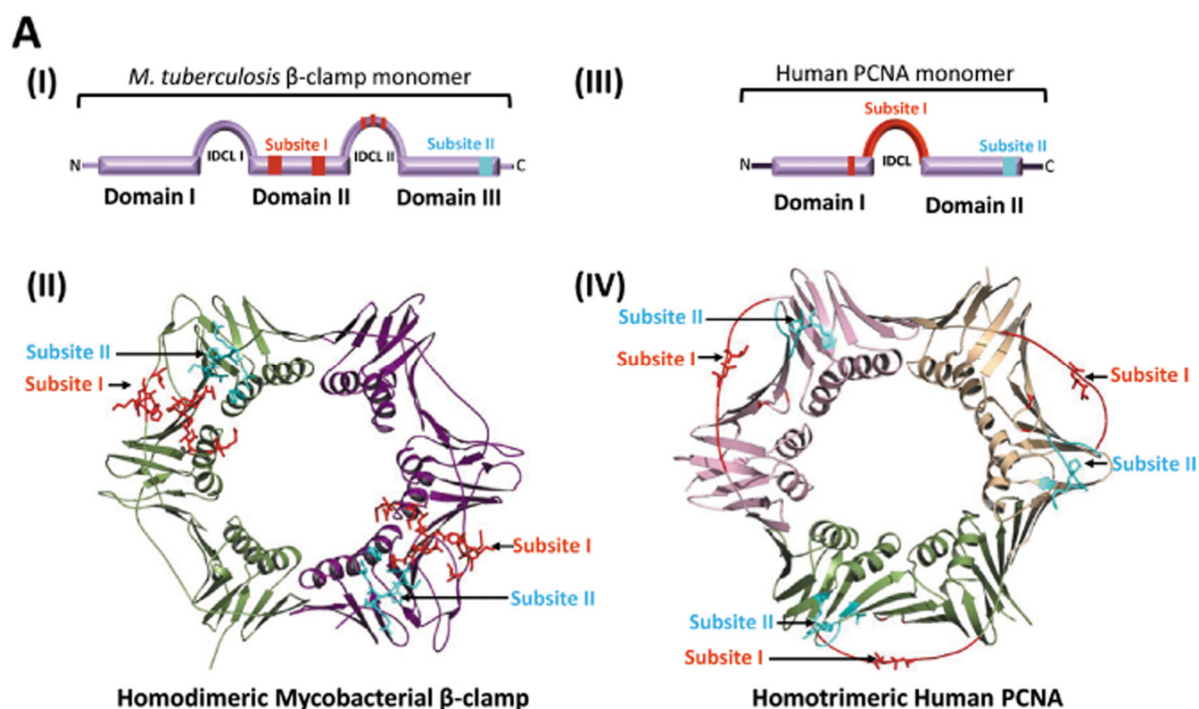 A
(I)
M. tuberculosis β-clamp monomer
N
IDCL I
Subsite I
IDCL II
Subsite II
C
Domain I
Domain II
Domain III
(III)
Human PCNA monomer
Subsite I
N
IDCL
Subsite II
C
Domain I
Domain II
(II)
Subsite II
Subsite I
Subsite I
Subsite II
Homodimeric Mycobacterial β-clamp
(IV)
Subsite II
Subsite I
Subsite I
Subsite II
Subsite II
Subsite I
Homotrimeric Human PCNA